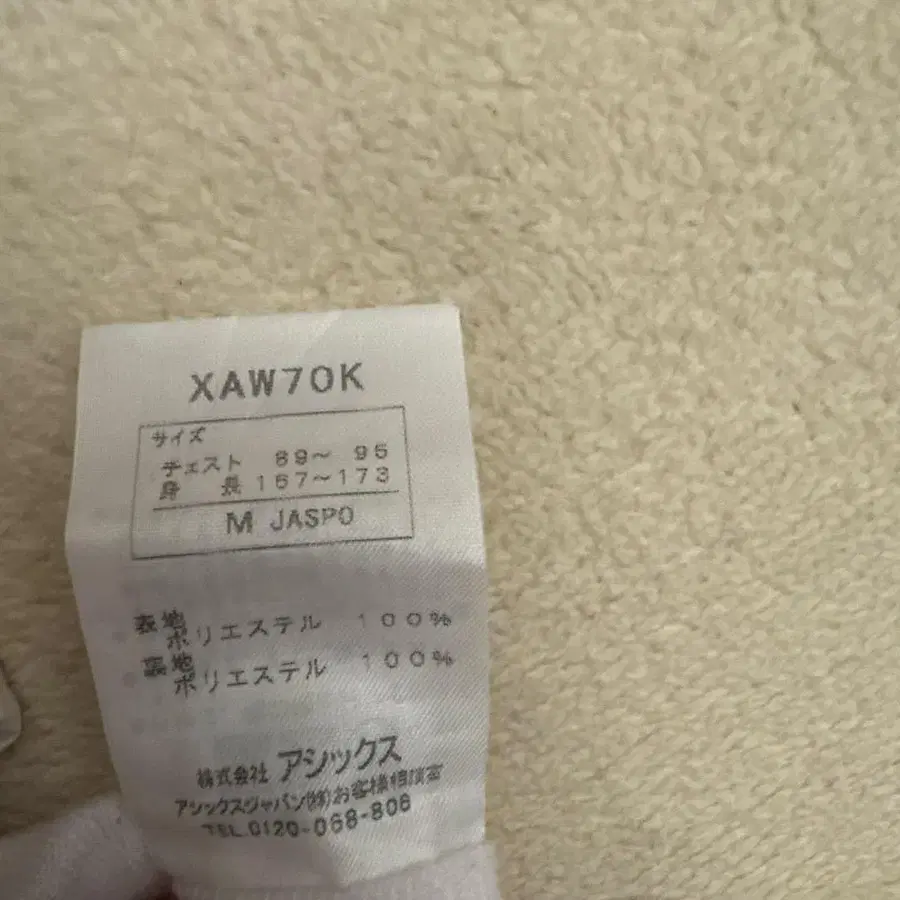 XAW70K
サイズ
チェスト 89～ 95
身 長 167～173
M JASPO
表地
ポリエステル 100%
裏地
ポリエステル 100%
株式会社 アシックス
アシックスジャパン(株)お客様相談室
TEL.0120-068-806